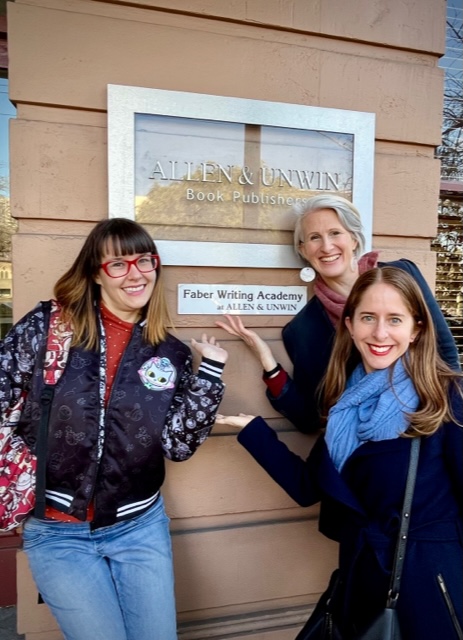 ALLEN & UNWIN
Book Publishers
Faber Writing Academy
at ALLEN & UNWIN